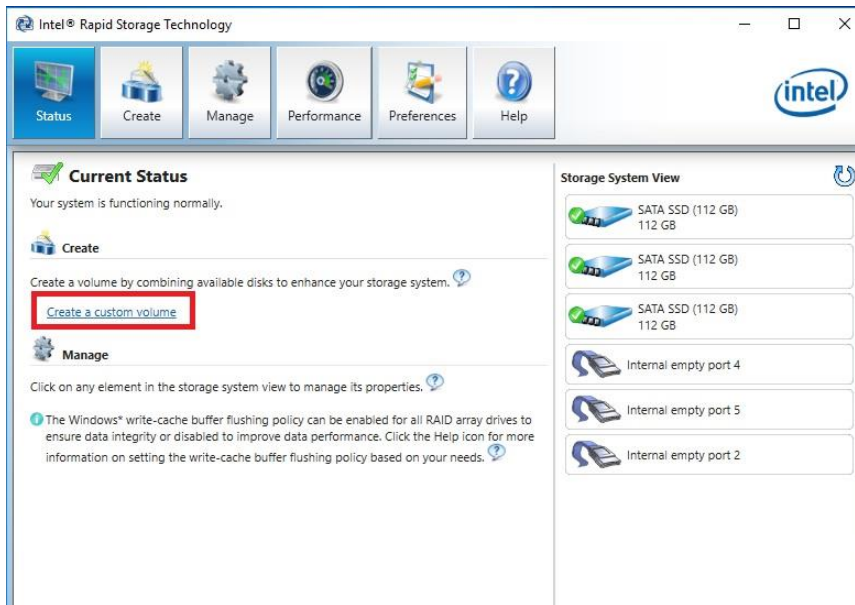 Intel® Rapid Storage Technology
Status
Create
Manage
Performance
Preferences
Help
intel
Current Status
Your system is functioning normally.
Create
Create a volume by combining available disks to enhance your storage system.
Create a custom volume
Manage
Click on any element in the storage system view to manage its properties.
The Windows* write-cache buffer flushing policy can be enabled for all RAID array drives to
ensure data integrity or disabled to improve data performance. Click the Help icon for more
information on setting the write-cache buffer flushing policy based on your needs.
Storage System View
SATA SSD (112 GB)
112 GB
SATA SSD (112 GB)
112 GB
SATA SSD (112 GB)
112 GB
Internal empty port 4
Internal empty port 5
Internal empty port 2